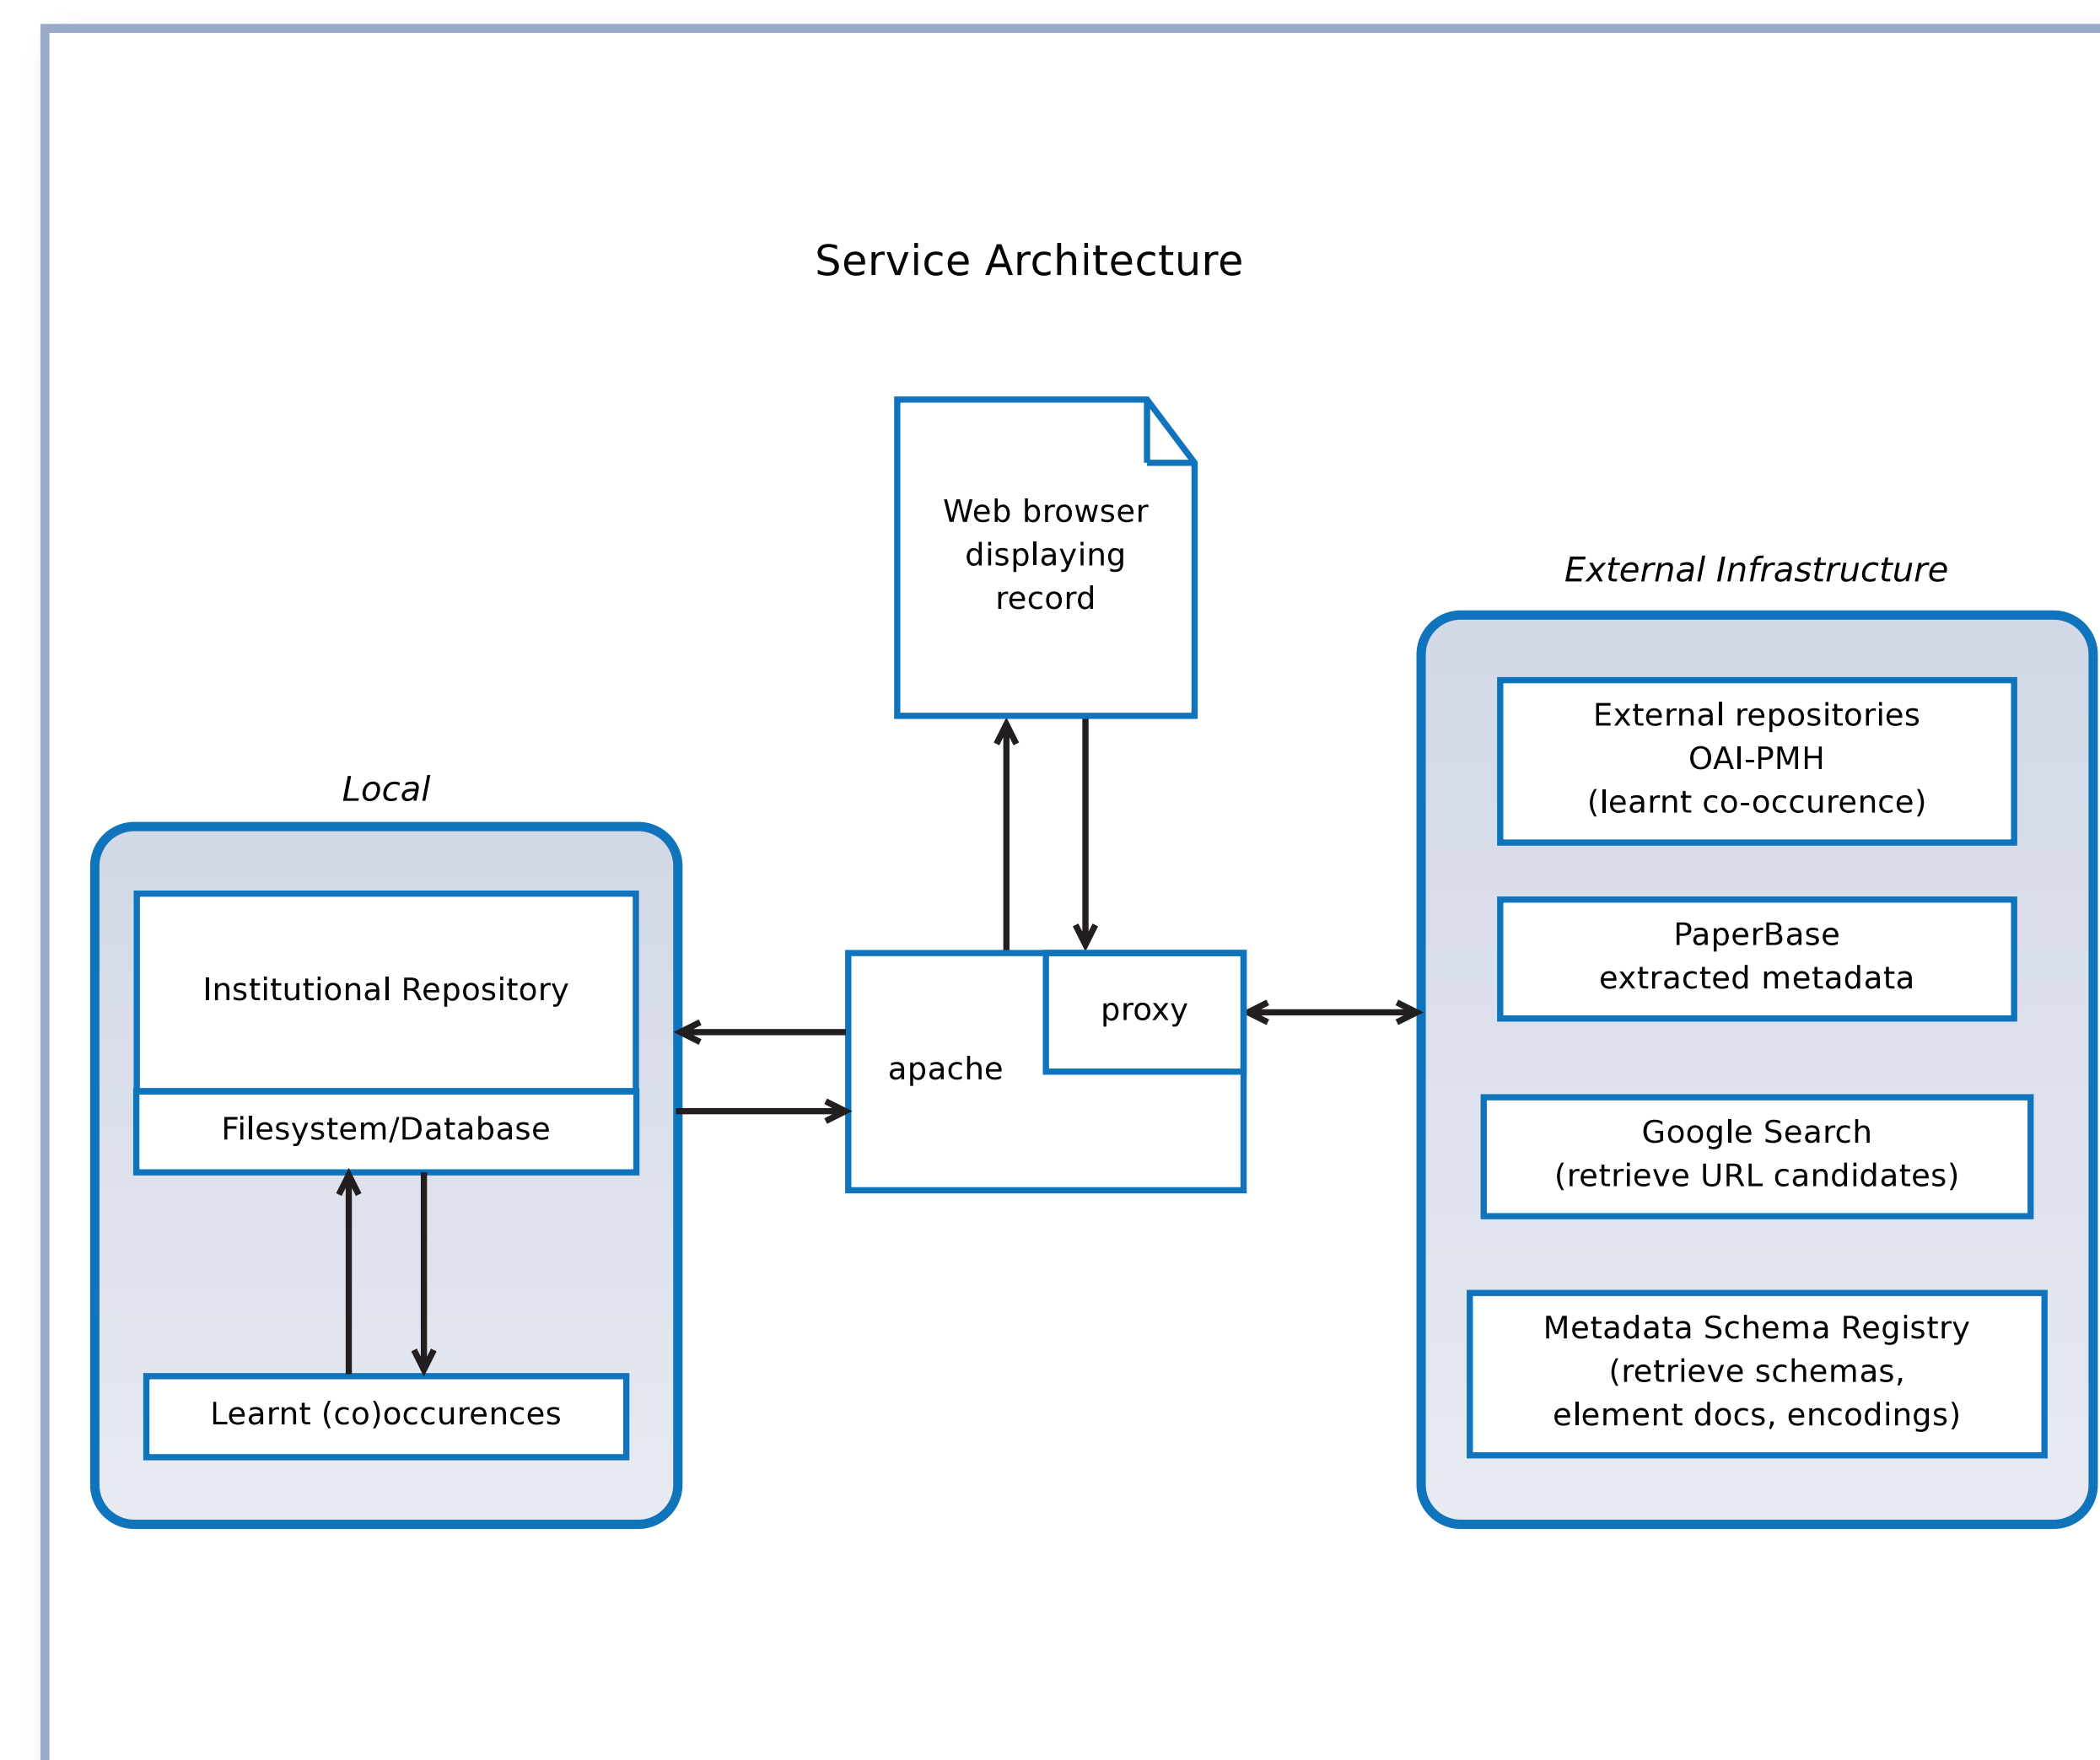 Service Architecture
Web browser
displaying
record
External Infrastructure
External repositories
OAI-PMH
(learnt co-occurence)
Local
PaperBase
extracted metadata
Institutional Repository
proxy
apache
Filesystem/Database
Google Search
(retrieve URL candidates)
Metadata Schema Registry
(retrieve schemas,
element docs, encodings)
Learnt (co)occurences